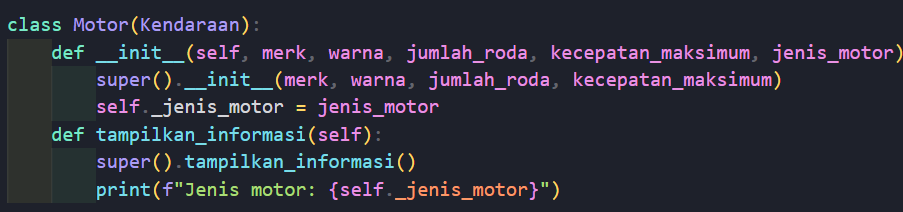 class Motor(Kendaraan):
    def __init__(self, merk, warna, jumlah_roda, kecepatan_maksimum, jenis_motor)
        super().__init__(merk, warna, jumlah_roda, kecepatan_maksimum)
        self._jenis_motor = jenis_motor
    def tampilkan_informasi(self):
        super().tampilkan_informasi()
        print(f"Jenis motor: {self._jenis_motor}")